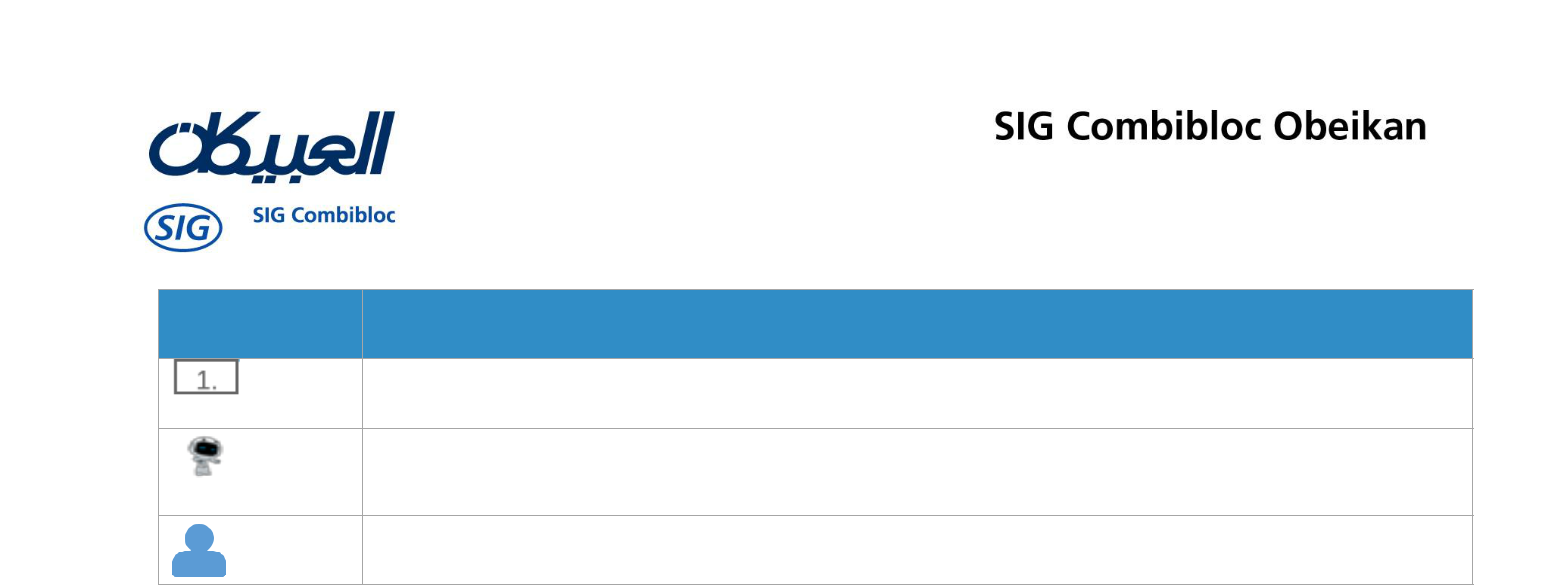 العبيكان
SIG Combibloc Obeikan
SIG
SIG Combibloc
1.